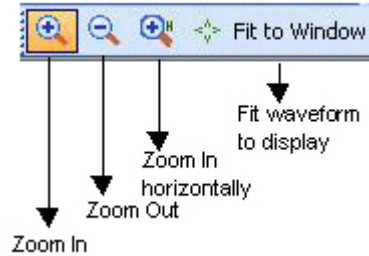 H
Fit to Window
Fit waveform
to display
Zoom In
horizontally
Zoom Out
Zoom In